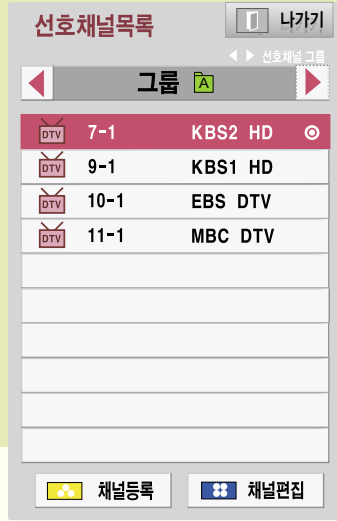 선호채널목록
나가기
선호채널 그룹
그룹 A
DTV 7-1 KBS2 HD
DTV 9-1 KBS1 HD
DTV 10-1 EBS DTV
DTV 11-1 MBC DTV
채널등록 채널편집